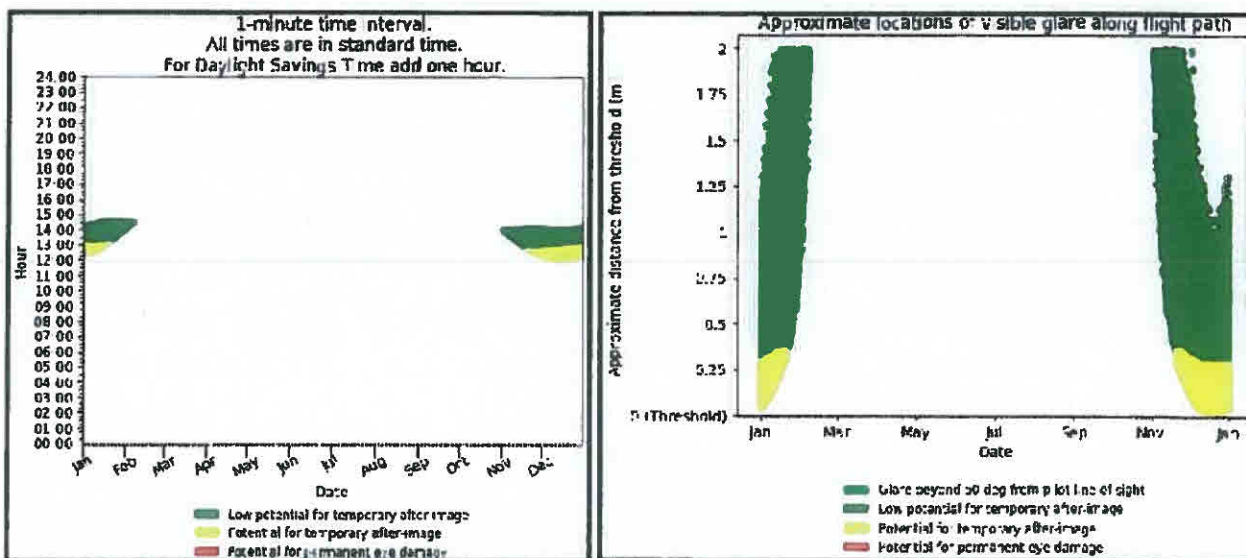 1-minute time interval.
All times are in standard time.
For Daylight Savings Time add one hour.
24 00
23 00
22 00
21 00
20 00
19 00
18 00
17 00
16 00
15 00
14 00
13 00
12 00
11 00
10 00
09 00
08 00
07 00
06 00
05 00
04 00
03 00
02 00
01 00
00 00
Hour
Jan
Feb
Mar
Apr
May
Jun
Jul
Aug
Sep
Oct
Nov
Dec
Date
Low potential for temporary after-image
Potential for temporary after-image
Potential for permanent eye damage
Approximate locations of visible glare along flight path
2
1.75
1.5
1.25
1
0.75
0.5
0.25
0 (Threshold)
Approximate distance from threshold (m
Jan
Mar
May
Jul
Sep
Nov
Jan
Date
Glare beyond 50 deg from pilot line of sight
Low potential for temporary after-image
Potential for temporary after-image
Potential for permanent eye damage